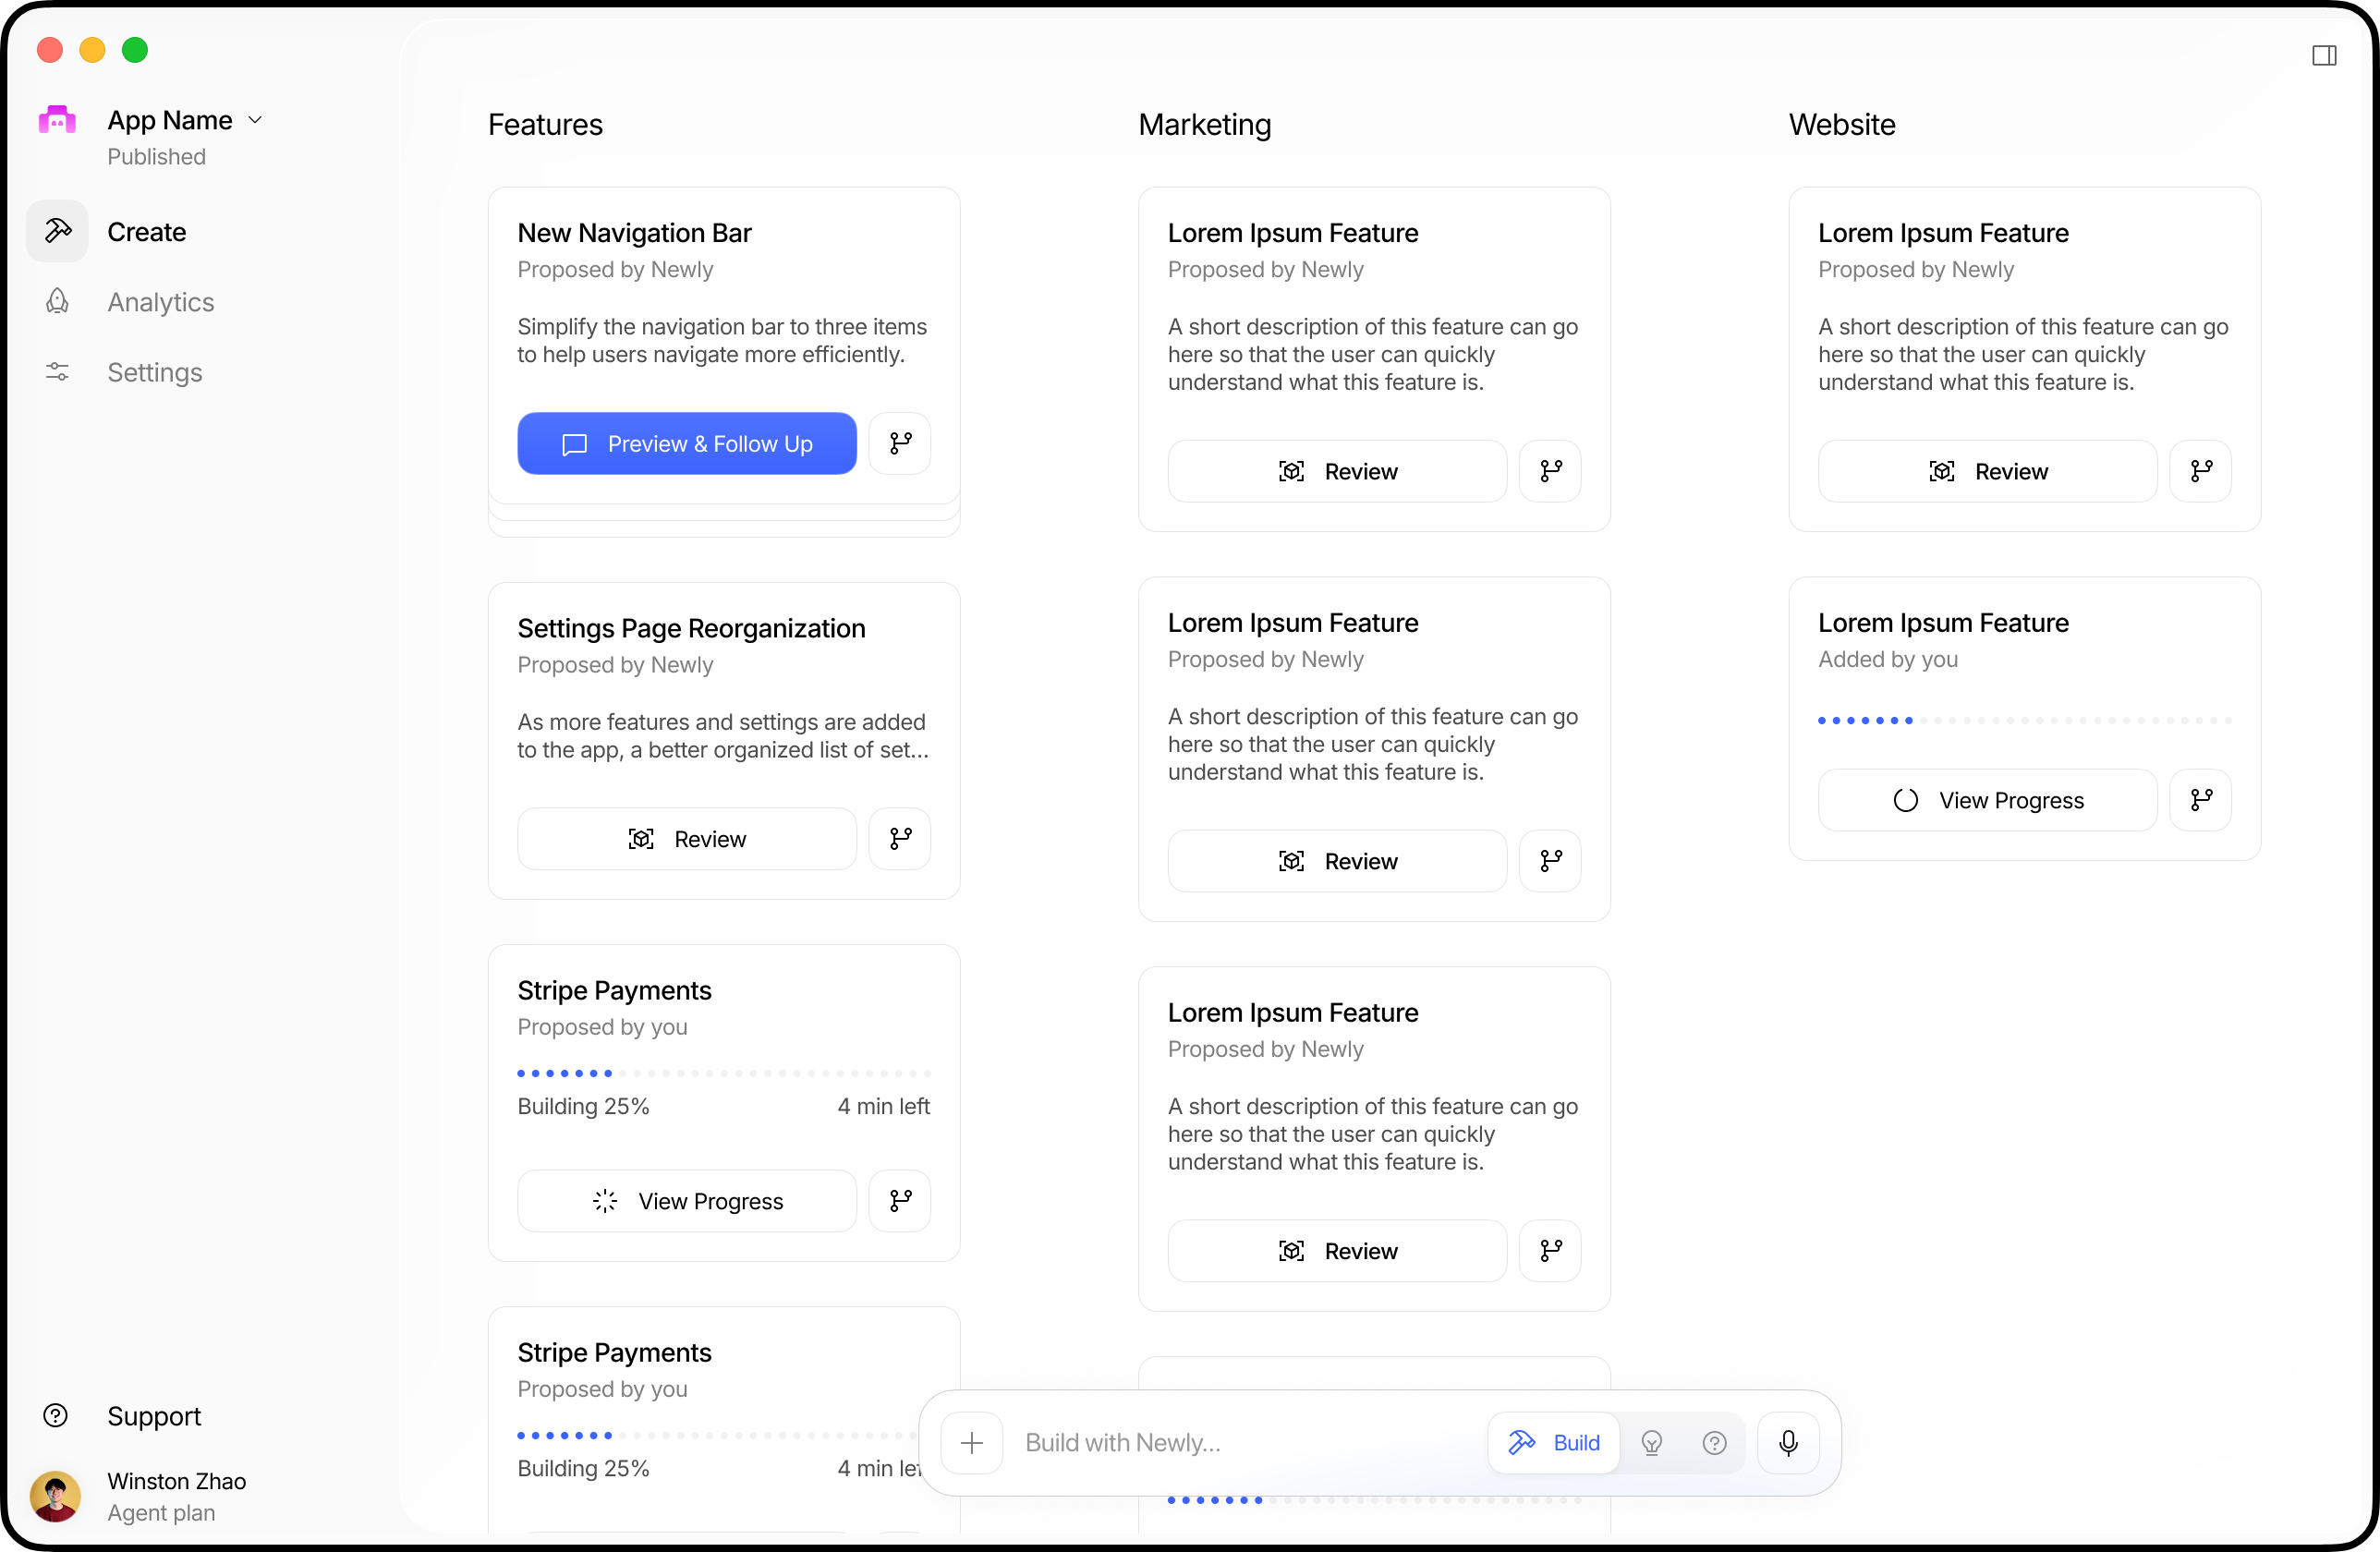 App Name
Published
Create
Analytics
Settings
Support
Winston Zhao
Agent plan
Features
New Navigation Bar
Proposed by Newly
Simplify the navigation bar to three items
to help users navigate more efficiently.
Preview & Follow Up
Settings Page Reorganization
Proposed by Newly
As more features and settings are added
to the app, a better organized list of set...
Review
Stripe Payments
Proposed by you
Building 25%
4 min left
View Progress
Stripe Payments
Proposed by you
Building 25%
4 min lef
Marketing
Lorem Ipsum Feature
Proposed by Newly
A short description of this feature can go
here so that the user can quickly
understand what this feature is.
Review
Lorem Ipsum Feature
Proposed by Newly
A short description of this feature can go
here so that the user can quickly
understand what this feature is.
Review
Lorem Ipsum Feature
Proposed by Newly
A short description of this feature can go
here so that the user can quickly
understand what this feature is.
Review
Website
Lorem Ipsum Feature
Proposed by Newly
A short description of this feature can go
here so that the user can quickly
understand what this feature is.
Review
Lorem Ipsum Feature
Added by you
View Progress
Build with Newly...
Build